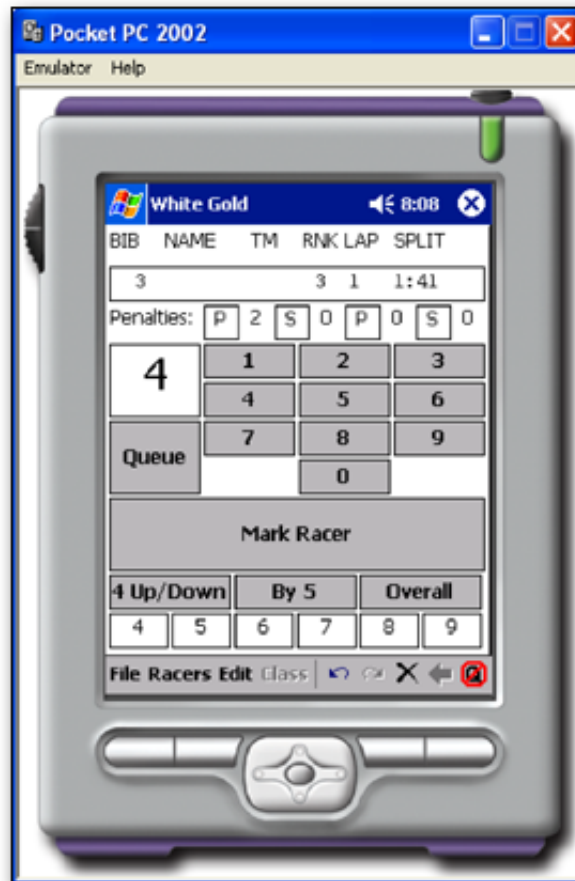 Pocket PC 2002
Emulator Help
White Gold 8:08
BIB NAME TM RNK LAP SPLIT
3 3 1 1:41
Penalties: P 2 S 0 P 0 S 0
4 1 2 3
4 5 6
Queue 7 8 9
0
Mark Racer
4 Up/Down By 5 Overall
4 5 6 7 8 9
File Racers Edit Class